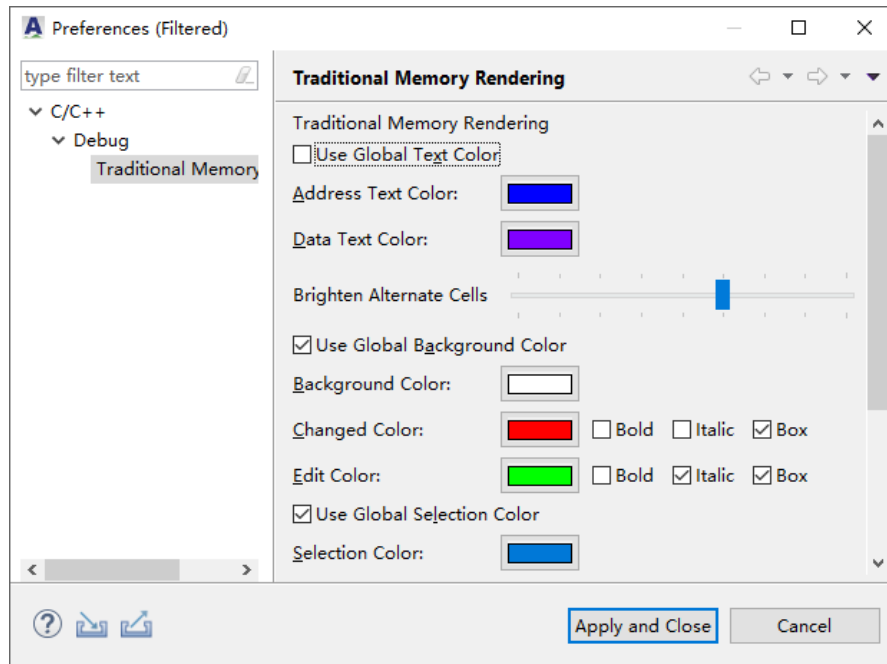 Preferences (Filtered)
type filter text
C/C++
Debug
Traditional Memory
Traditional Memory Rendering
Traditional Memory Rendering
Use Global Text Color
Address Text Color:
Data Text Color:
Brighten Alternate Cells
Use Global Background Color
Background Color:
Changed Color: Bold Italic Box
Edit Color: Bold Italic Box
Use Global Selection Color
Selection Color:
Apply and Close Cancel